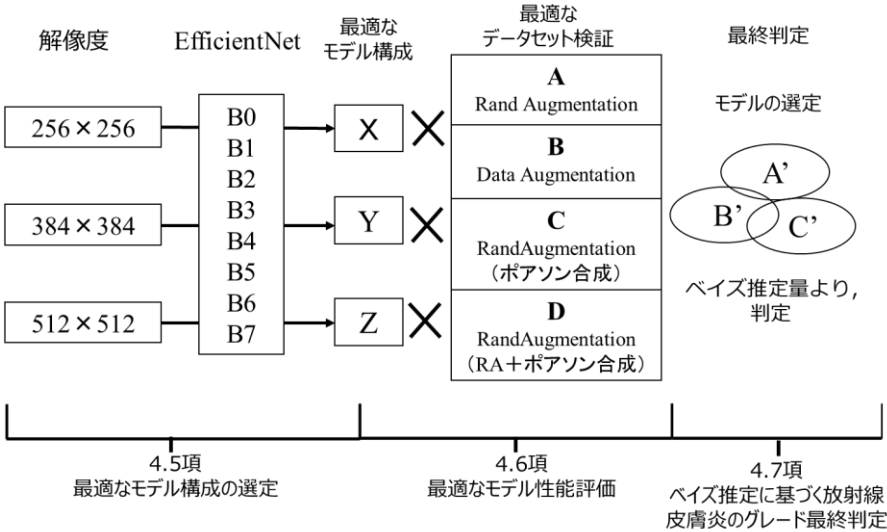 解像度
EfficientNet
最適な
モデル構成
最適な
データセット検証
最終判定
256×256
384×384
512×512
B0
B1
B2
B3
B4
B5
B6
B7
X
Y
Z
A
Rand Augmentation
B
Data Augmentation
C
RandAugmentation
(ポアソン合成)
D
RandAugmentation
(RA+ポアソン合成)
モデルの選定
A’
B’
C’
ベイズ推定量より,
判定
4.5項
最適なモデル構成の選定
4.6項
最適なモデル性能評価
4.7項
ベイズ推定に基づく放射線
皮膚炎のグレード最終判定